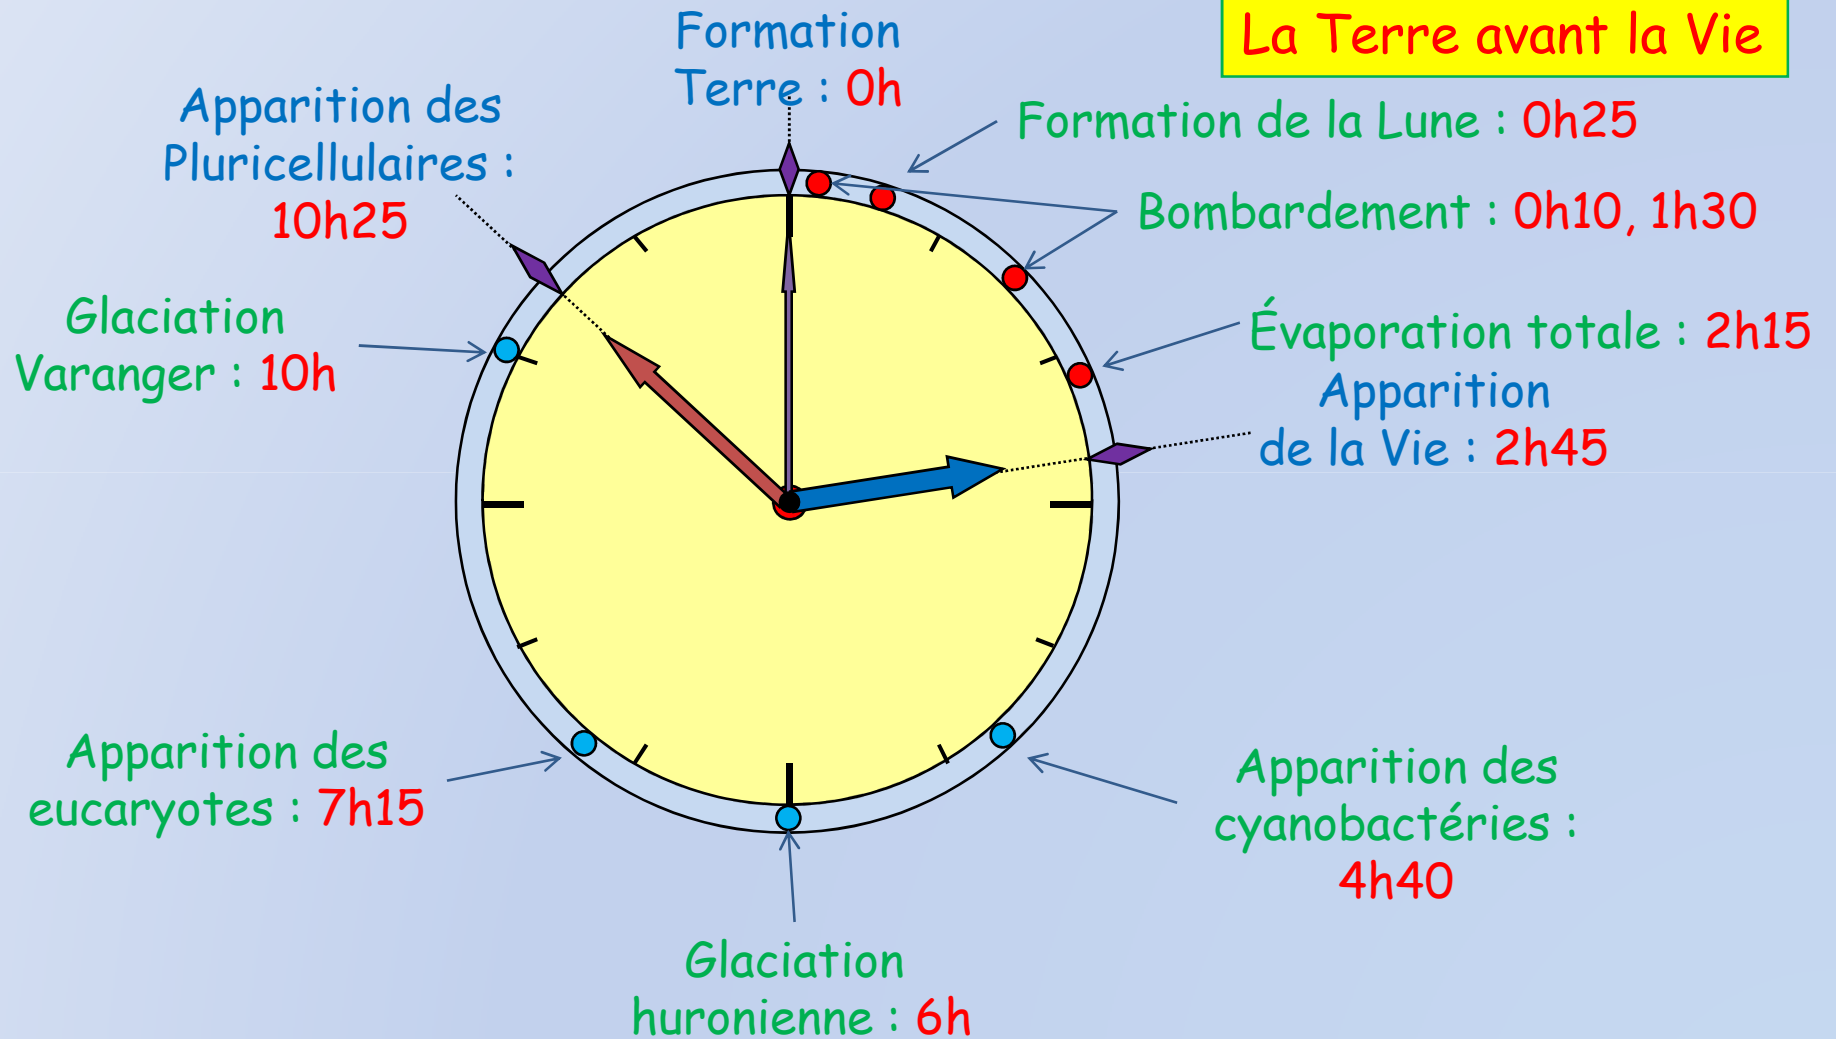 La Terre avant la Vie
Formation
Terre : 0h
Formation de la Lune : 0h25
Bombardement : 0h10, 1h30
Évaporation totale : 2h15
Apparition
de la Vie : 2h45
Apparition des
cyanobactéries :
4h40
Glaciation
huronienne : 6h
Apparition des
eucaryotes : 7h15
Glaciation
Varanger : 10h
Apparition des
Pluricellulaires :
10h25